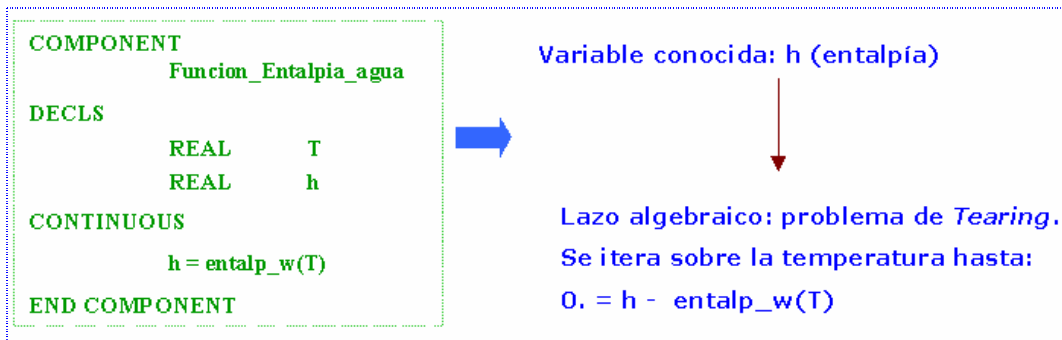 COMPONENT
Funcion_Entalpia_agua
DECLS
REAL T
REAL h
CONTINUOUS
h = entalp_w(T)
END COMPONENT
Variable conocida: h (entalpía)
Lazo algebraico: problema de Tearing.
Se itera sobre la temperatura hasta:
0. = h - entalp_w(T)